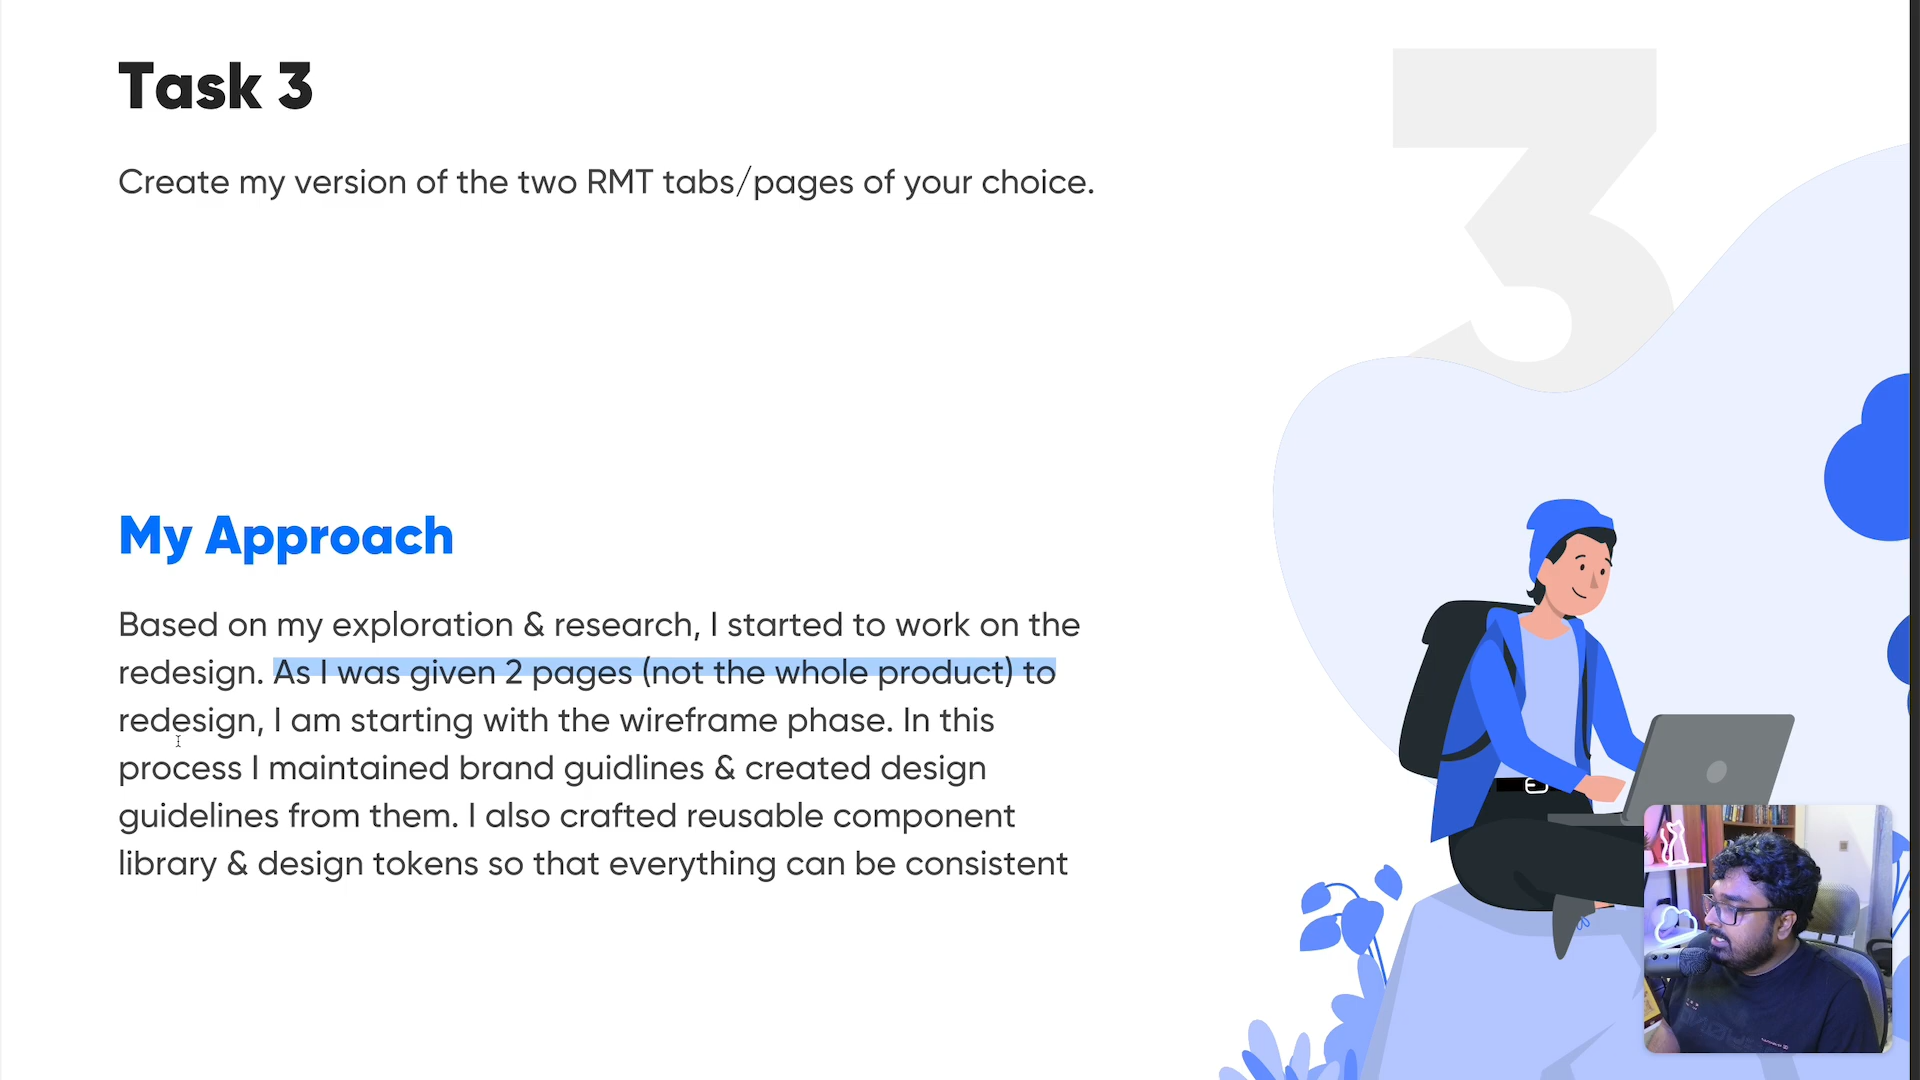 Task 3
3
Create my version of the two RMT tabs/pages of your choice.
My Approach
Based on my exploration & research, I started to work on the
redesign. As I was given 2 pages (not the whole product) to
redesign, I am starting with the wireframe phase. In this
process I maintained brand guidlines & created design
guidelines from them. I also crafted reusable component
library & design tokens so that everything can be consistent